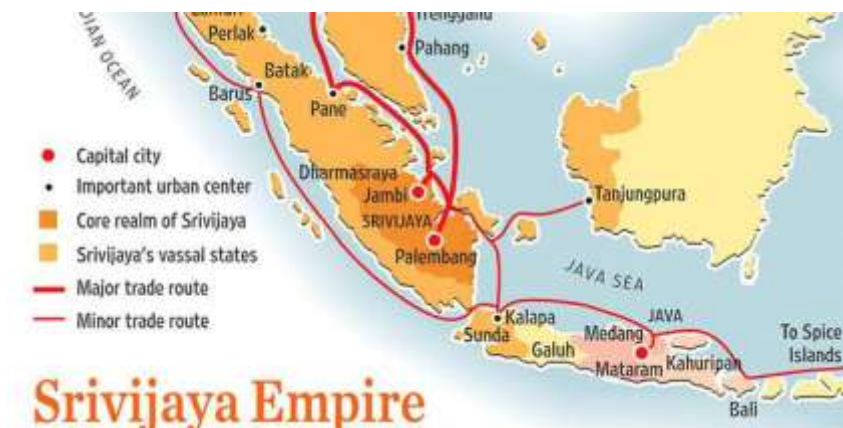 Perlak
Pahang
INDIAN OCEAN
Batak
Barus
Pane
Capital city
Important urban center
Core realm of Srivijaya
Srivijaya's vassal states
Major trade route
Minor trade route
Dharmasraya
Jambi
SRIVIJAYA
Palembang
Tanjungpura
JAVA SEA
Kalapa
Sunda
Galuh
JAVA
Medang
Mataram
Kahuripan
Bali
To Spice
Islands
Srivijaya Empire